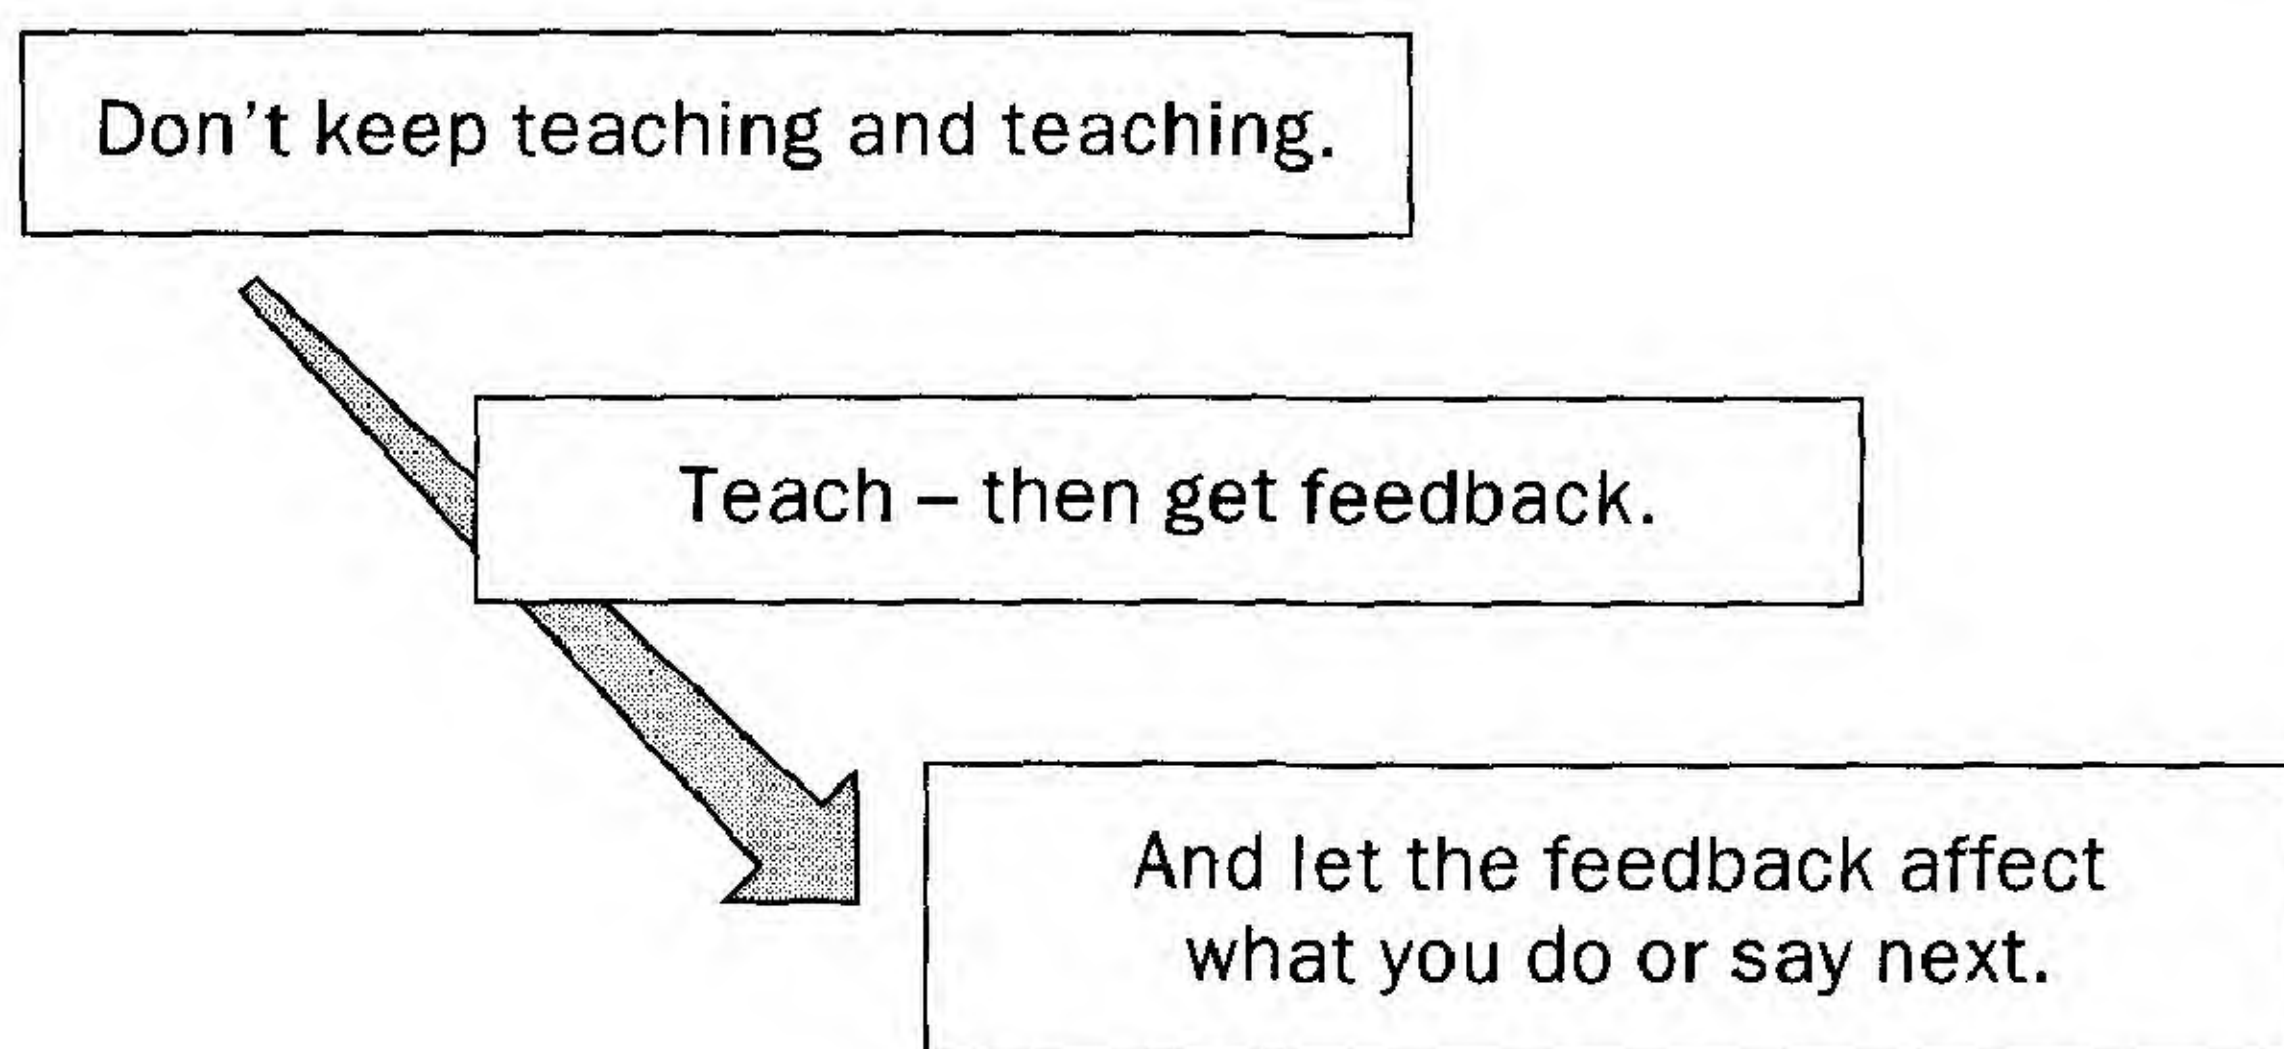 Don't keep teaching and teaching.
Teach – then get feedback.
And let the feedback affect
what you do or say next.